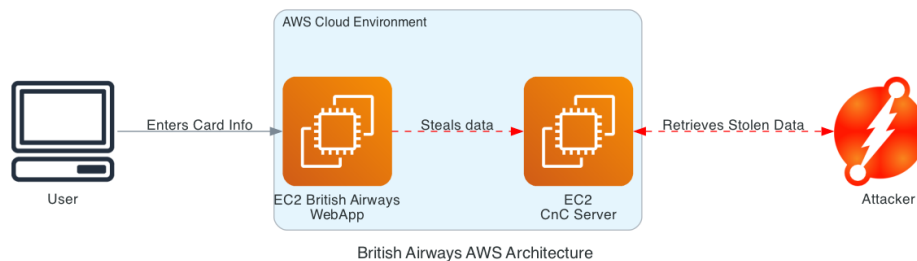 AWS Cloud Environment
Enters Card Info
Steals data
Retrieves Stolen Data
User
EC2 British Airways
WebApp
EC2
CnC Server
Attacker
British Airways AWS Architecture